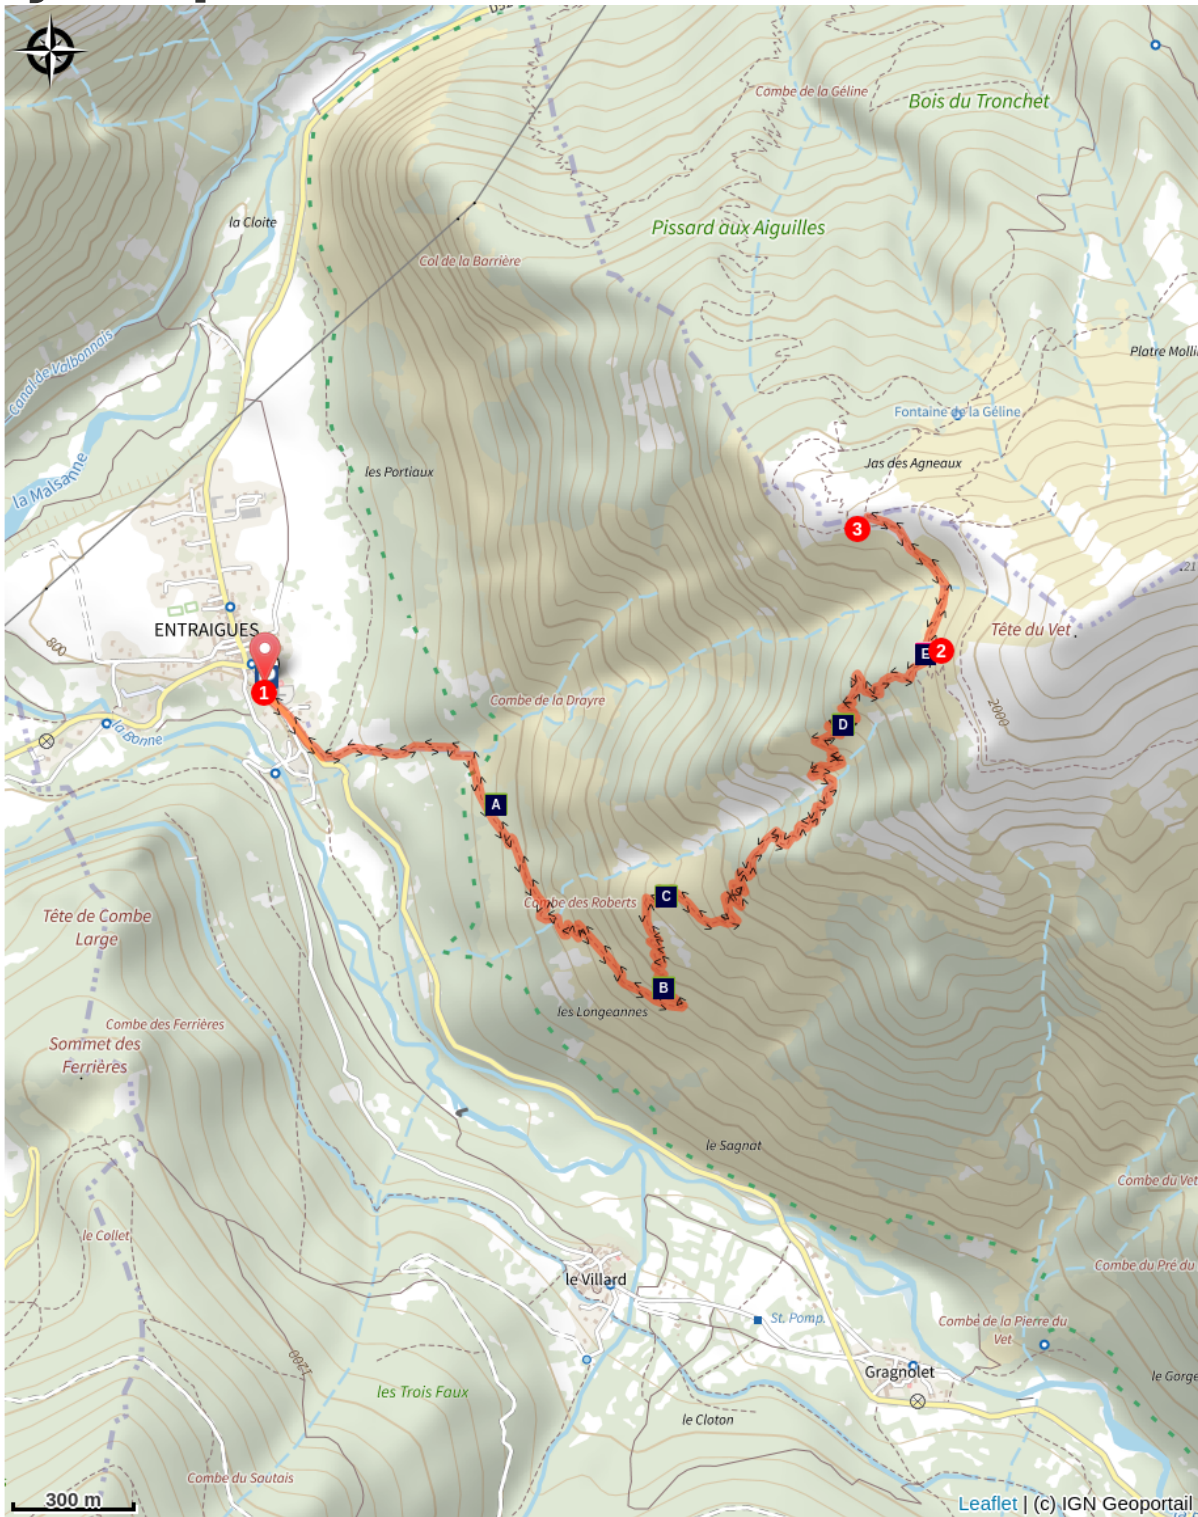 Combe de la Géline
Bois du Tronchet
la Cloite
Pissard aux Aiguilles
Col de la Barrière
Canal de Valbonnais
Platre Molli
Fontaine de la Géline
Jas des Agneaux
les Portiaux
la Malsanne
3
800
ENTRAIGUES
Tête du Vet
E 2
1
Combe de la Drayre
2000
D
la Bonne
A
C
Combe des Roberts
Tête de Combe
Large
B
les Longeannes
Combe des Ferrières
Sommet des
Ferrières
le Sagnat
Combe du Vet
le Collet
Combe du Pré du
le Villard
St. Pomp.
Combe de la Pierre du
Vet
1200
Gragnolet
le Garge
les Trois Faux
le Cloton
Combe du Sautais
300 m
Leaflet | (c) IGN Geoportail